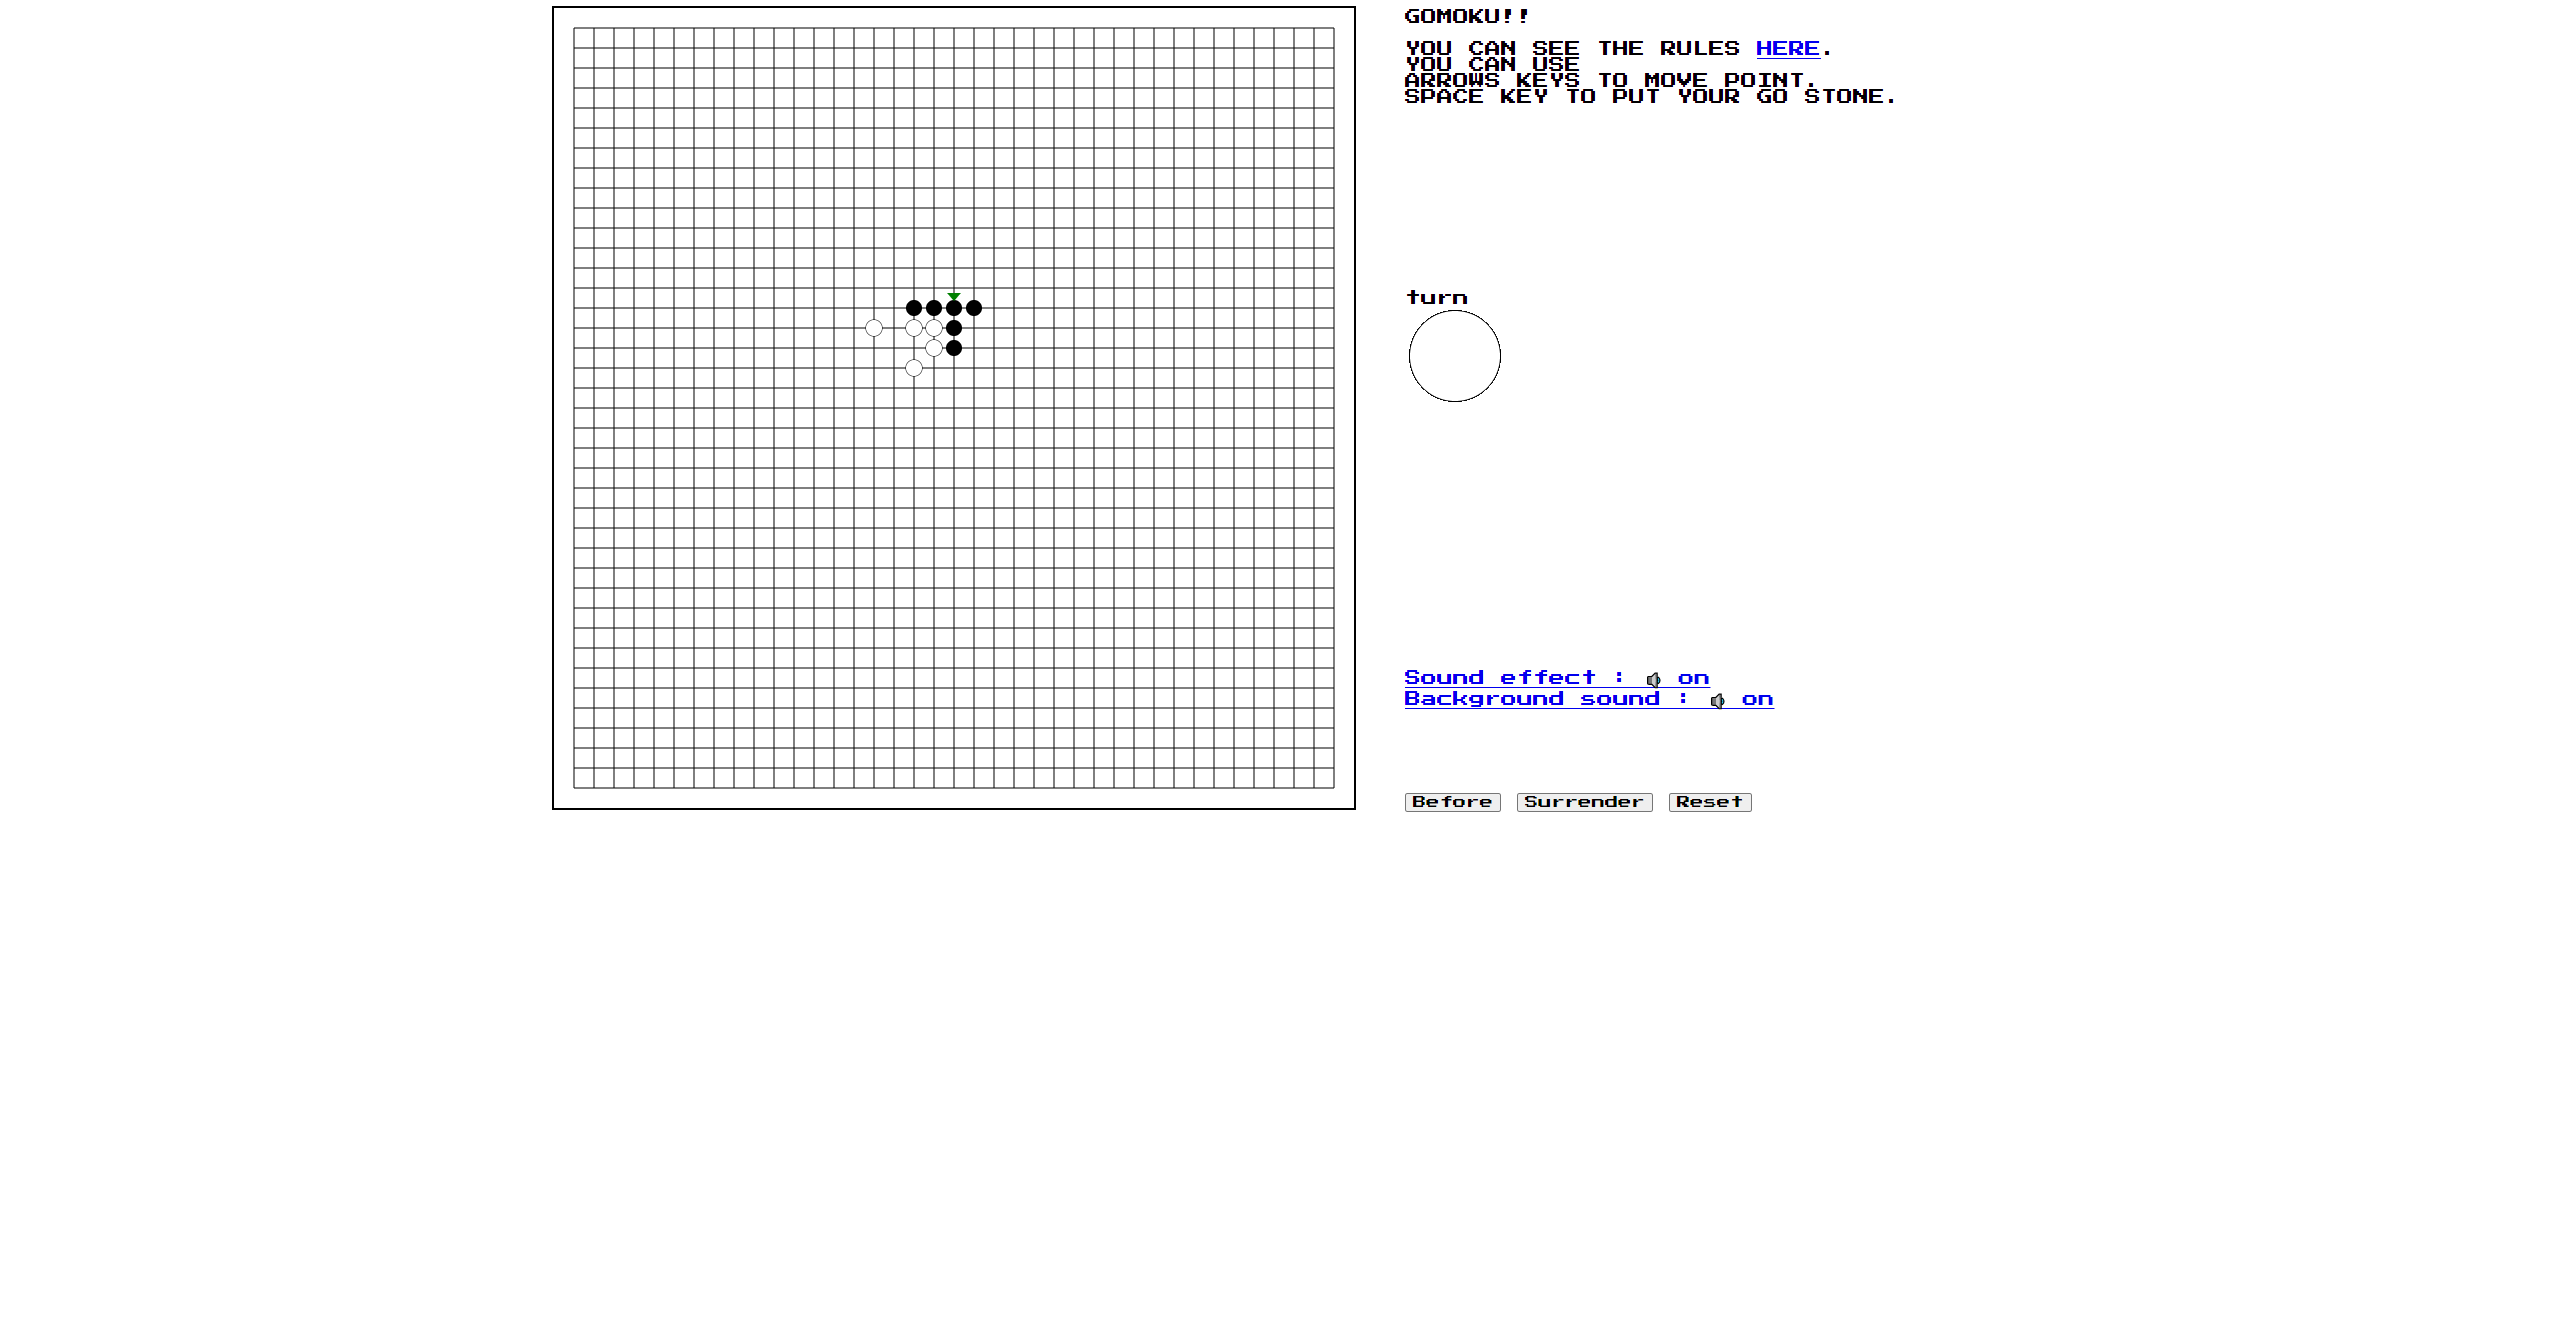 GOMOKU!!
YOU CAN SEE THE RULES HERE.
YOU CAN USE
ARROWS KEYS TO MOVE POINT.
SPACE KEY TO PUT YOUR GO STONE.
turn
Sound effect : 🔈 on
Background sound : 🔈 on
Before Surrender Reset